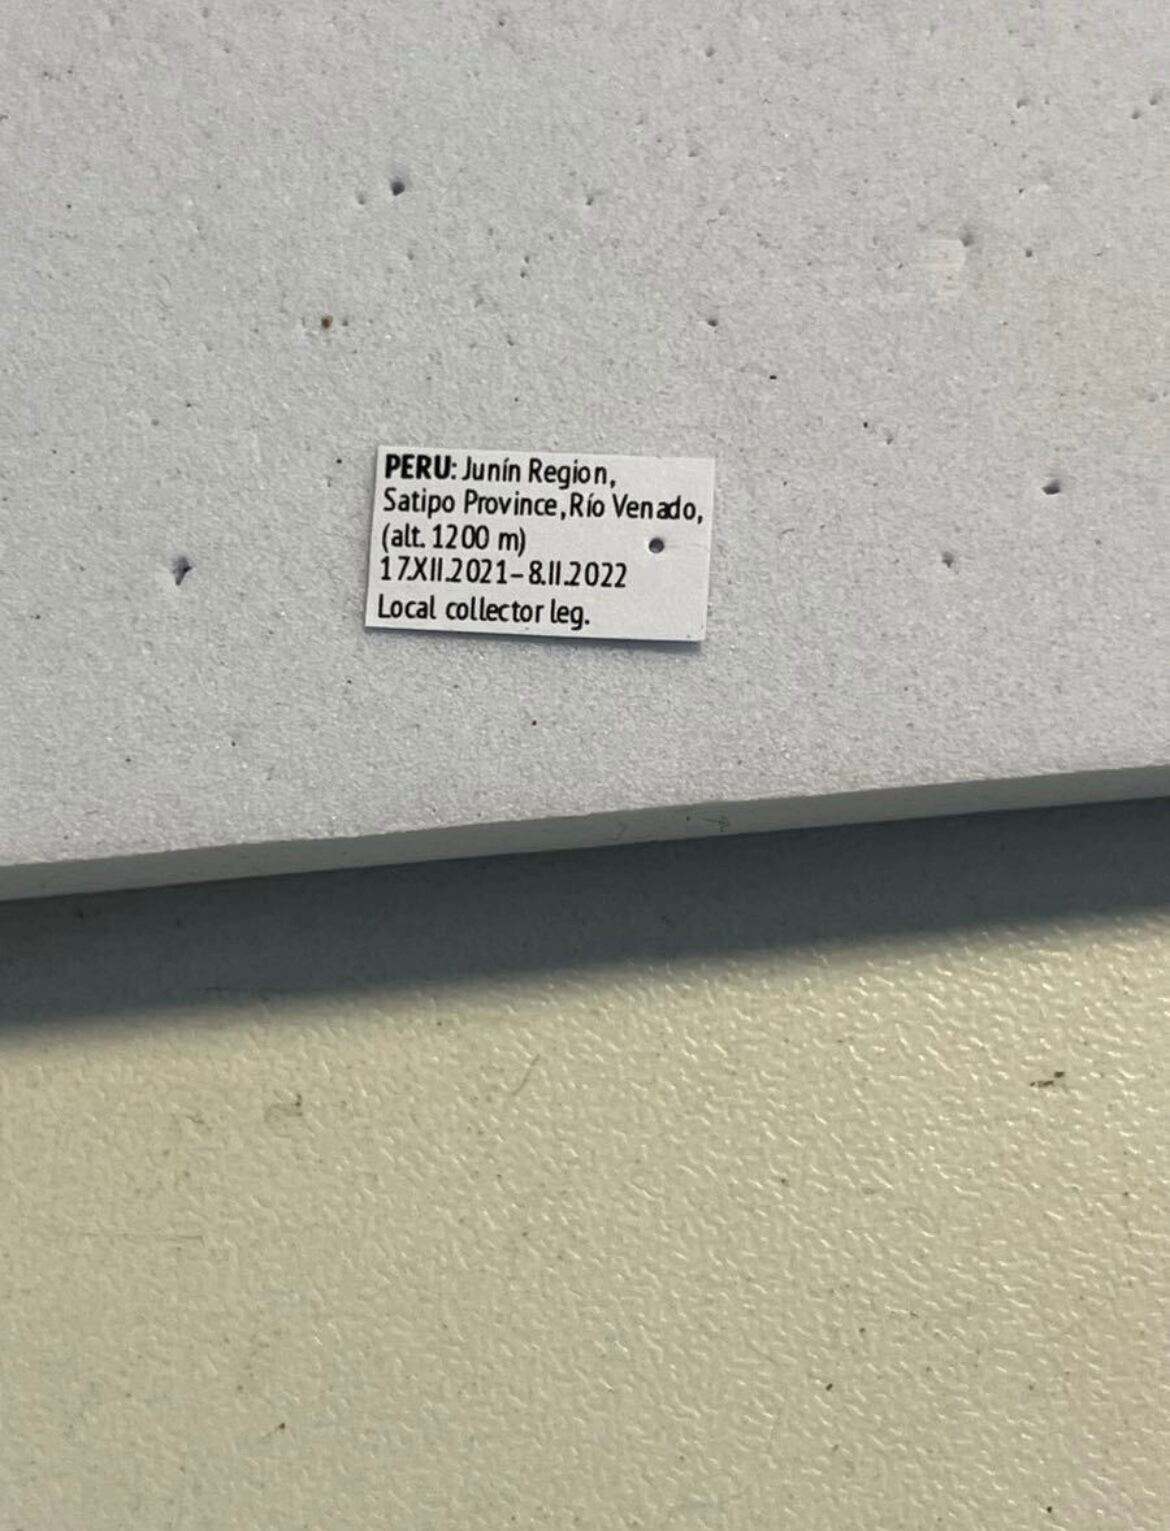 PERU: Junín Region,
Satipo Province, Río Venado,
(alt. 1200 m)
17.XII.2021–8.II.2022
Local collector leg.